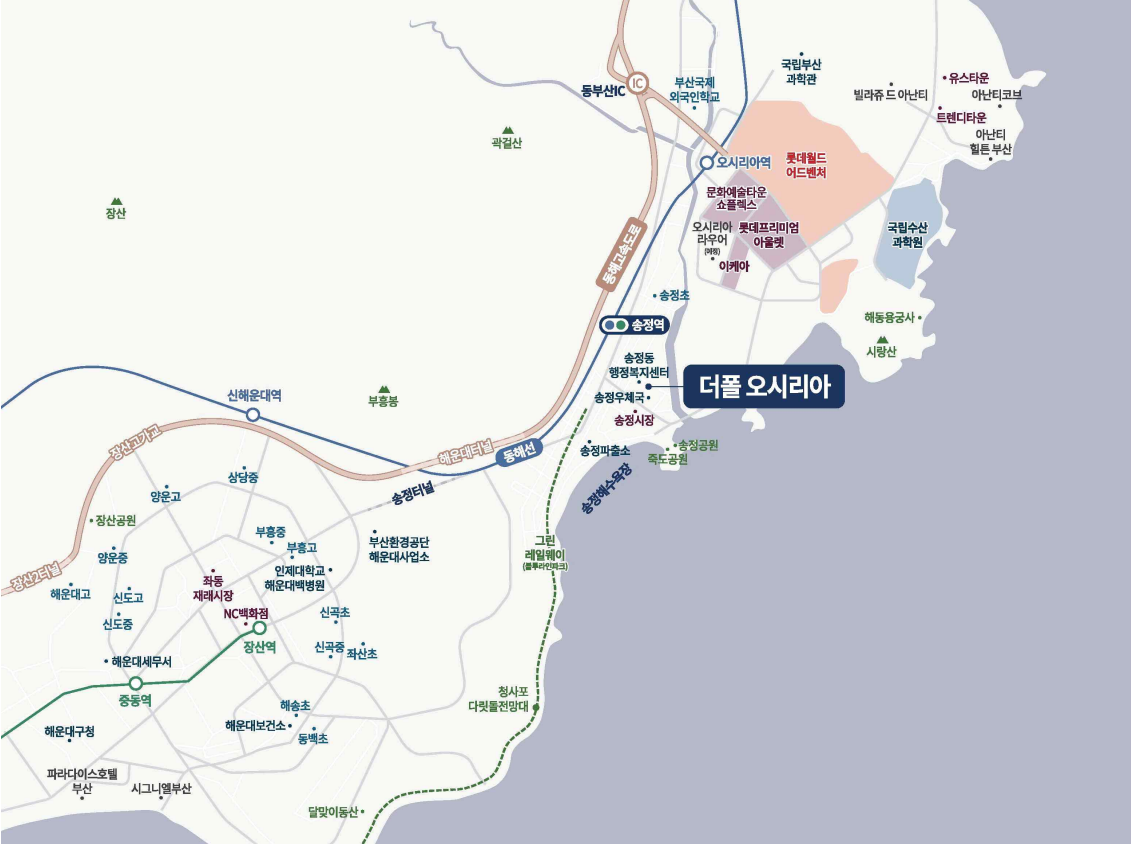 국립부산
과학관
유스타운
부산국제
외국인학교
동부산IC
IC
빌라쥬 드 아난티
아난티코브
트렌디타운
아난티
힐튼 부산
곽걸산
오시리아역
롯데월드
어드벤처
장산
문화예술타운
쇼플렉스
오시리아
라우어
(예정)
롯데프리미엄
아울렛
국립수산
과학원
이케아
동해고속도로
송정초
해동용궁사
송정역
시랑산
송정동
행정복지센터
더폴 오시리아
송정우체국
부흥봉
신해운대역
송정시장
장산고가교
해운대터널
동해선
송정파출소
송정공원
죽도공원
송정해수욕장
상당중
양운고
송정터널
장산공원
부흥중
부흥고
부산환경공단
해운대사업소
그린
레일웨이
(블루라인파크)
양운중
장산2터널
인제대학교
해운대백병원
좌동
재래시장
해운대고
신도고
신도중
NC백화점
신곡초
장산역
신곡중
좌산초
해운대세무서
중동역
청사포
다릿돌전망대
해송초
해운대보건소
동백초
해운대구청
파라다이스호텔
부산
시그니엘부산
달맞이동산